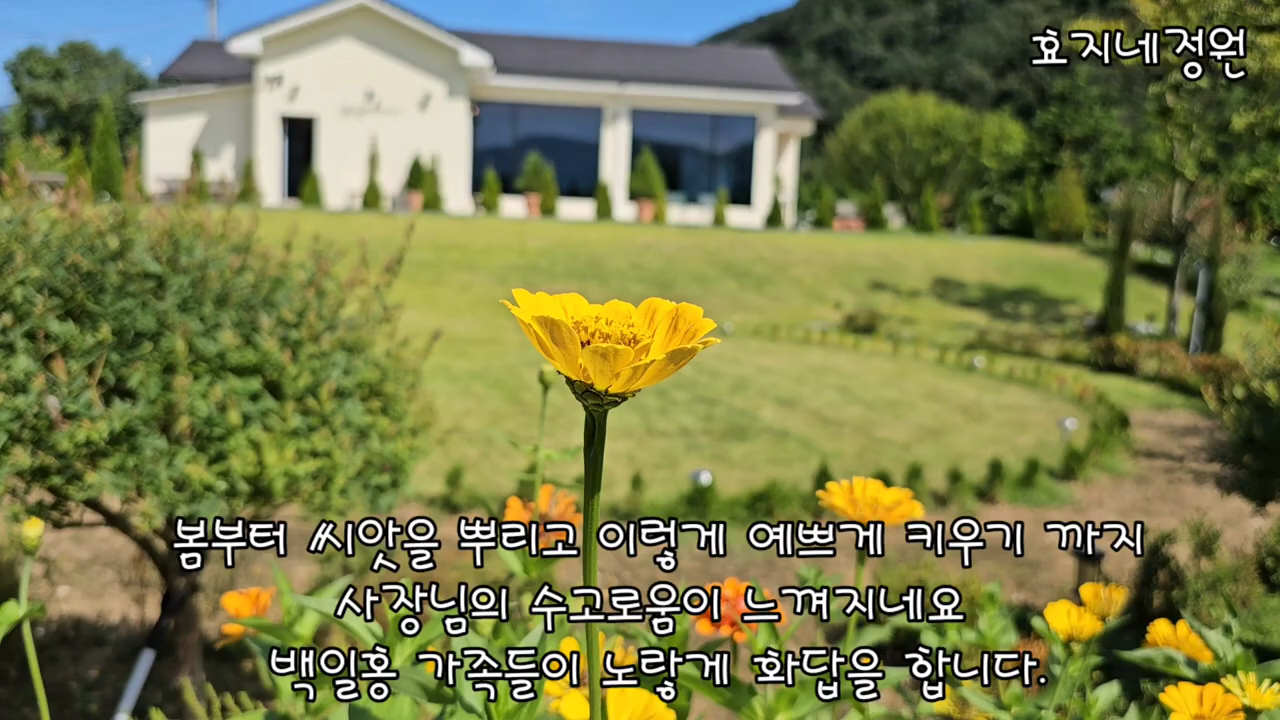 효지네정원
봄부터 씨앗을 뿌리고 이렇게 예쁘게 키우기 까지
사장님의 수고로움이 느껴지네요
백일홍 가족들이 노랗게 화답을 합니다.